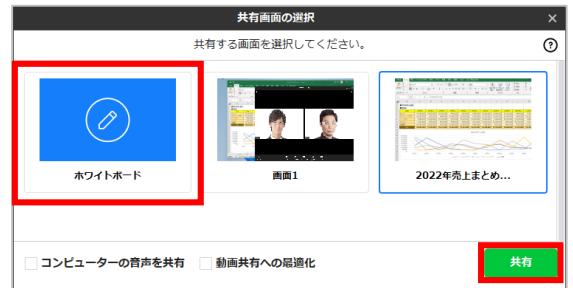 共有画面の選択
共有する画面を選択してください。
ホワイトボード
画面1
2022年売上まとめ...
コンピューターの音声を共有
動画共有への最適化
共有